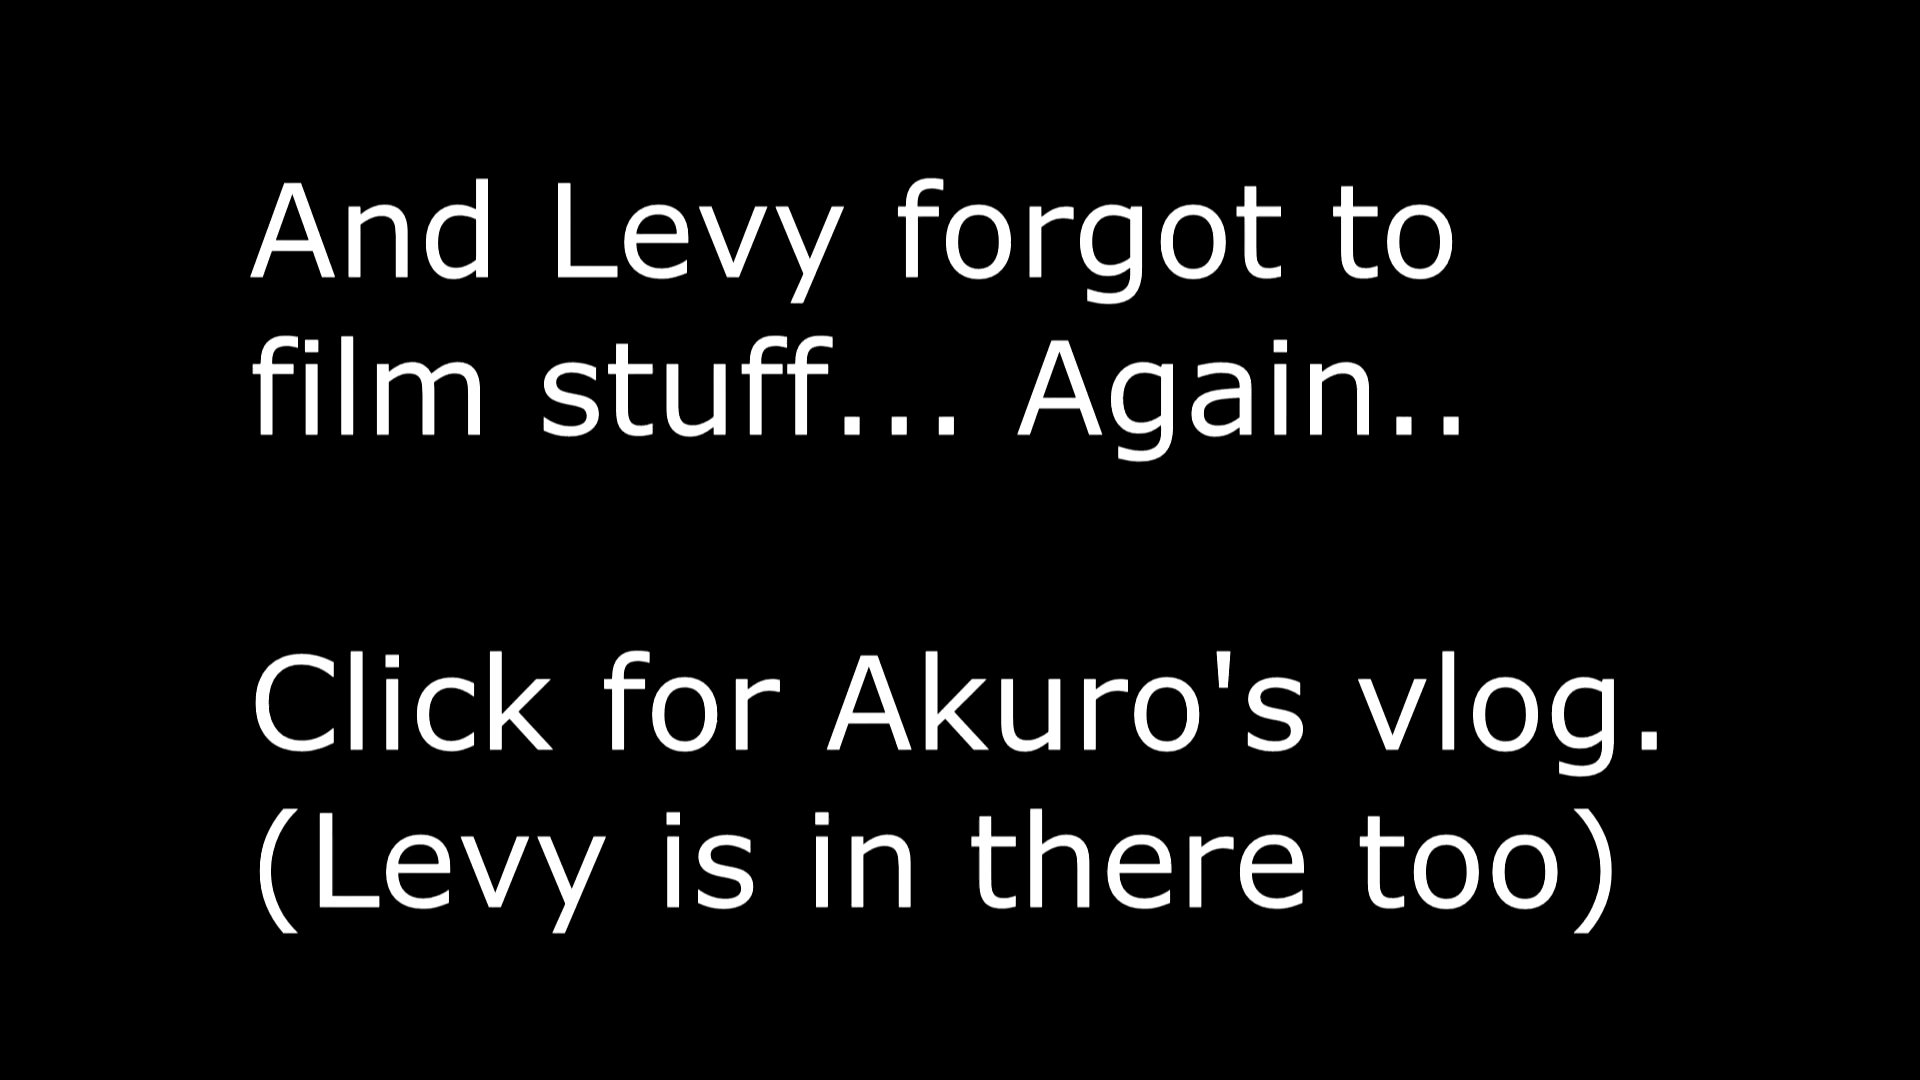 And Levy forgot to
film stuff... Again..
Click for Akuro's vlog.
(Levy is in there too)